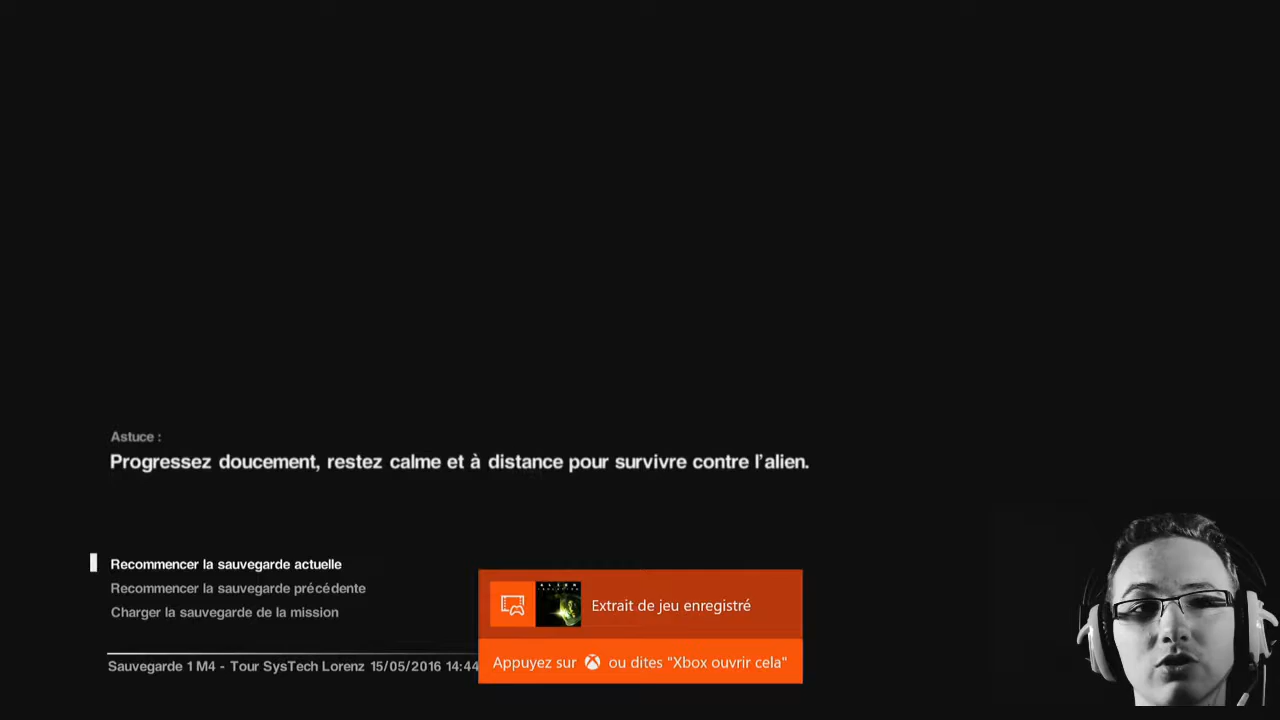 Astuce :
Progressez doucement, restez calme et à distance pour survivre contre l'alien.
Recommencer la sauvegarde actuelle
Recommencer la sauvegarde précédente
Charger la sauvegarde de la mission
Sauvegarde 1 M4 - Tour SysTech Lorenz 15/05/2016 14:44
ALIEN
Extrait de jeu enregistré
Appuyez sur ou dites "Xbox ouvrir cela"